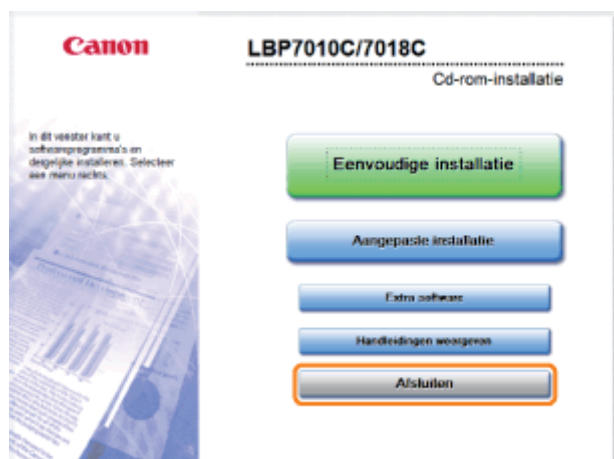 Canon
LBP7010C/7018C
Cd-rom-installatie
In dit venster kant u
softwareprogramma's en
dergelijke installeren. Selecteer
een menu rechts.
Eenvoudige installatie
Aangepaste installatie
Extra software
Handleidingen weergeven
Afsluiten